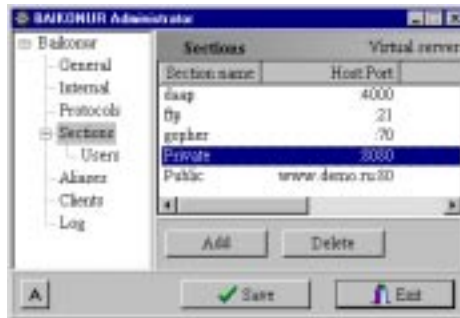 BAIKONUR Administrator
Baikonur
General
Internal
Protocols
Sections
Users
Aliases
Clients
Log
Sections Virtual server
Section name Host:Port
daap :4000
ftp :21
gopher :70
Private :8080
Public www.demo.ru:80
Add Delete
A Save Exit